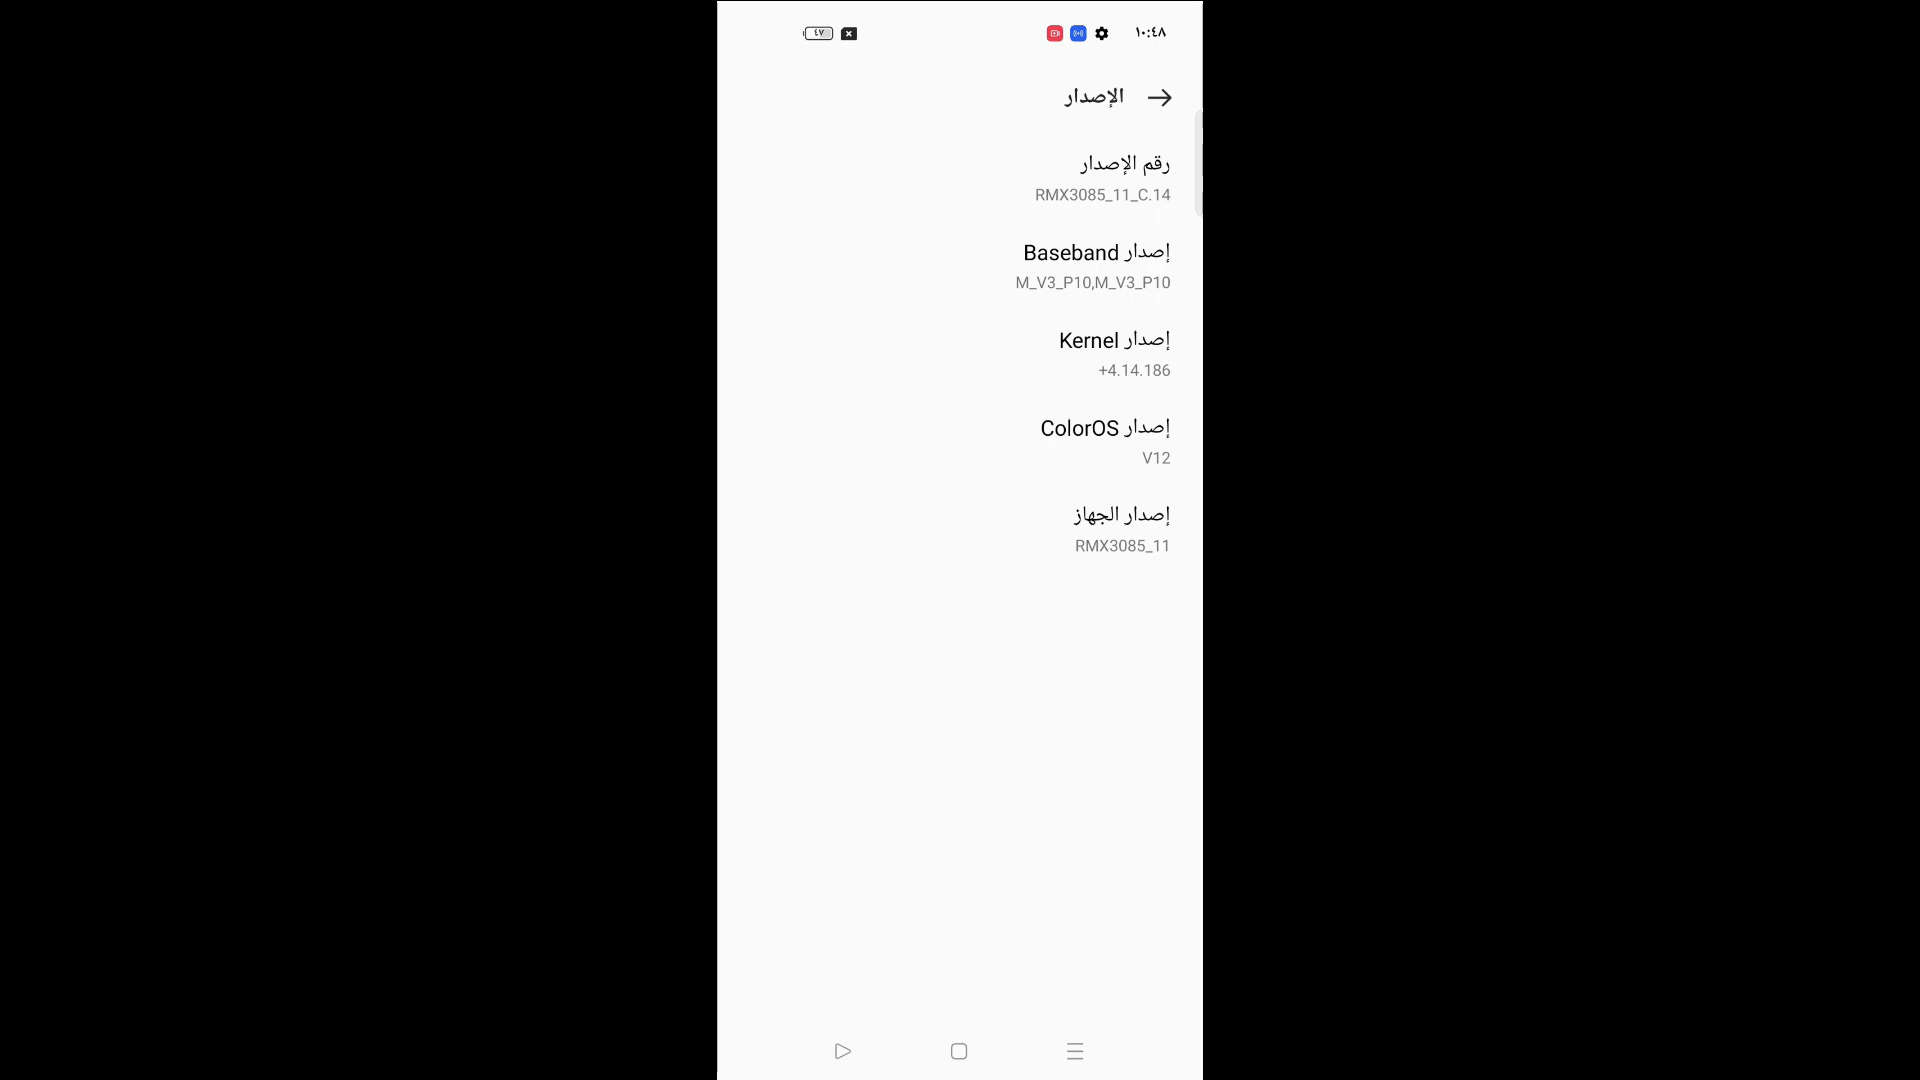 ١٠:٤٨
٤٧
الإصدار
رقم الإصدار
RMX3085_11_C.14
إصدار Baseband
M_V3_P10,M_V3_P10
إصدار Kernel
+4.14.186
إصدار ColorOS
V12
إصدار الجهاز
RMX3085_11